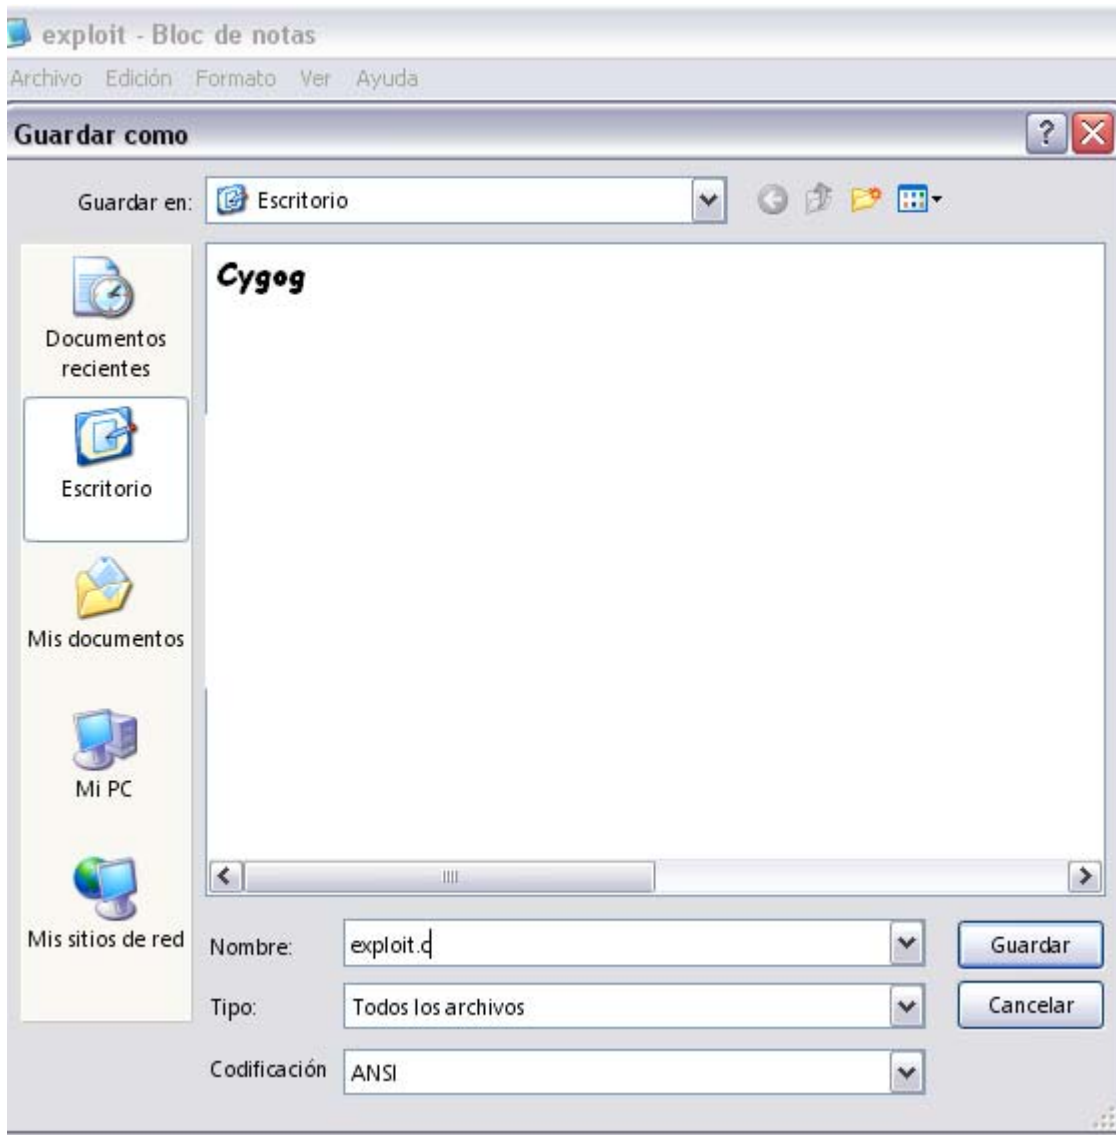 exploit - Bloc de notas
Archivo Edición Formato Ver Ayuda
Guardar como
Guardar en: Escritorio
Cygog
Documentos
recientes
Escritorio
Mis documentos
Mi PC
Mis sitios de red
Nombre: exploit.c Guardar
Tipo: Todos los archivos Cancelar
Codificación ANSI